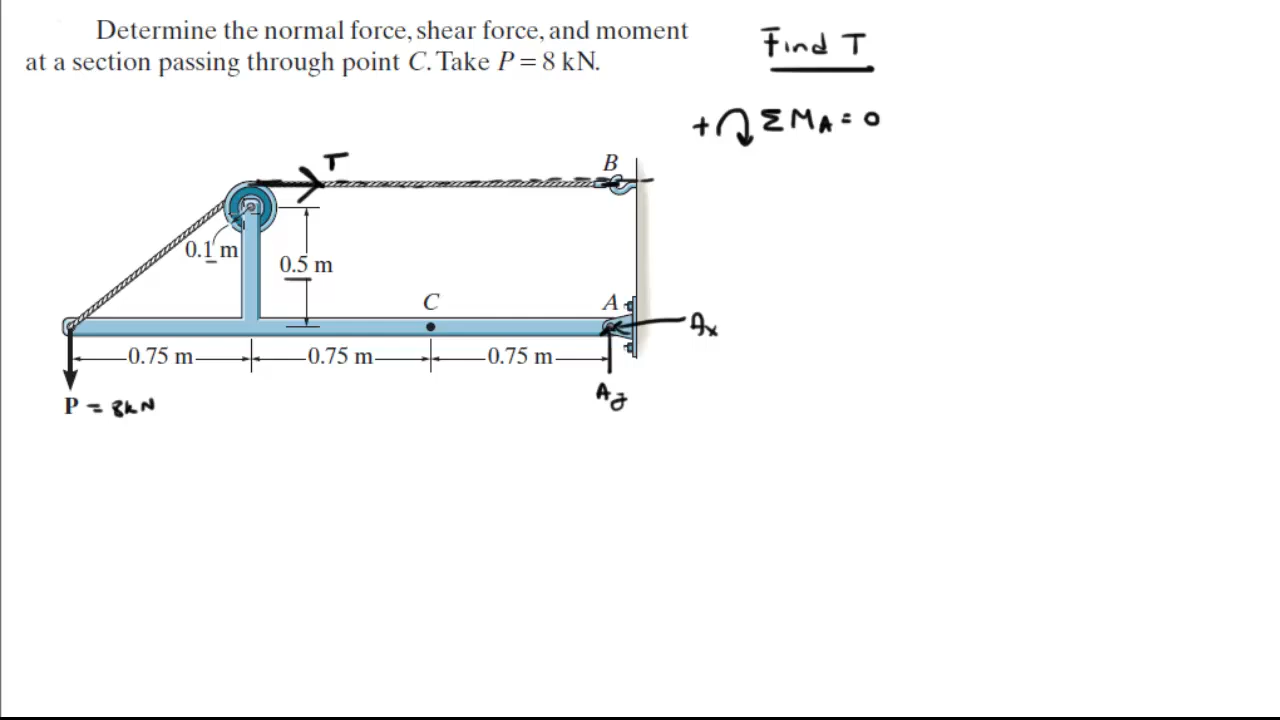 Determine the normal force, shear force, and moment
at a section passing through point C. Take P = 8 kN.
Find T
+ Σ MA = 0
T
B
0.1 m
0.5 m
C
A
Ax
0.75 m
0.75 m
0.75 m
Ay
P = 8kN